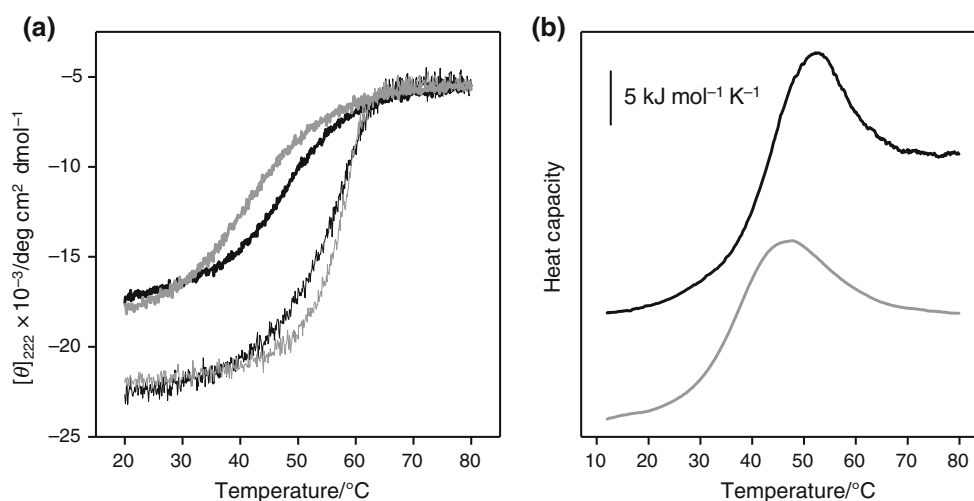 (a)
[θ]₂₂₂ × 10⁻³/deg cm² dmol⁻¹
−5
−10
−15
−20
−25
20 30 40 50 60 70 80
Temperature/°C
(b)
5 kJ mol⁻¹ K⁻¹
Heat capacity
10 20 30 40 50 60 70 80
Temperature/°C